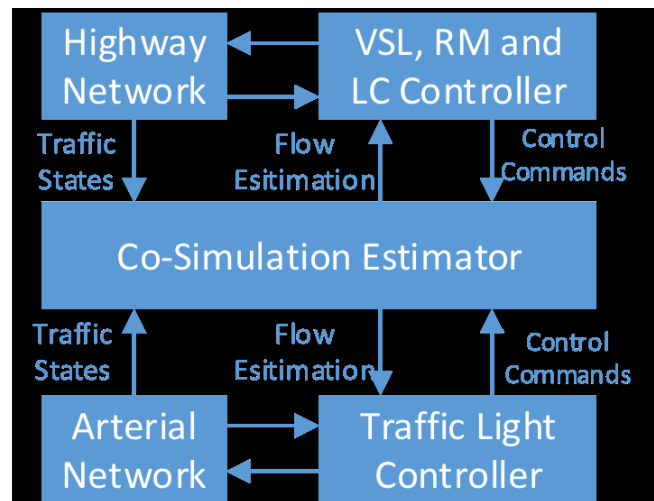 Highway
Network
VSL, RM and
LC Controller
Traffic
States
Flow
Esitimation
Control
Commands
Co-Simulation Estimator
Traffic
States
Flow
Esitimation
Control
Commands
Arterial
Network
Traffic Light
Controller